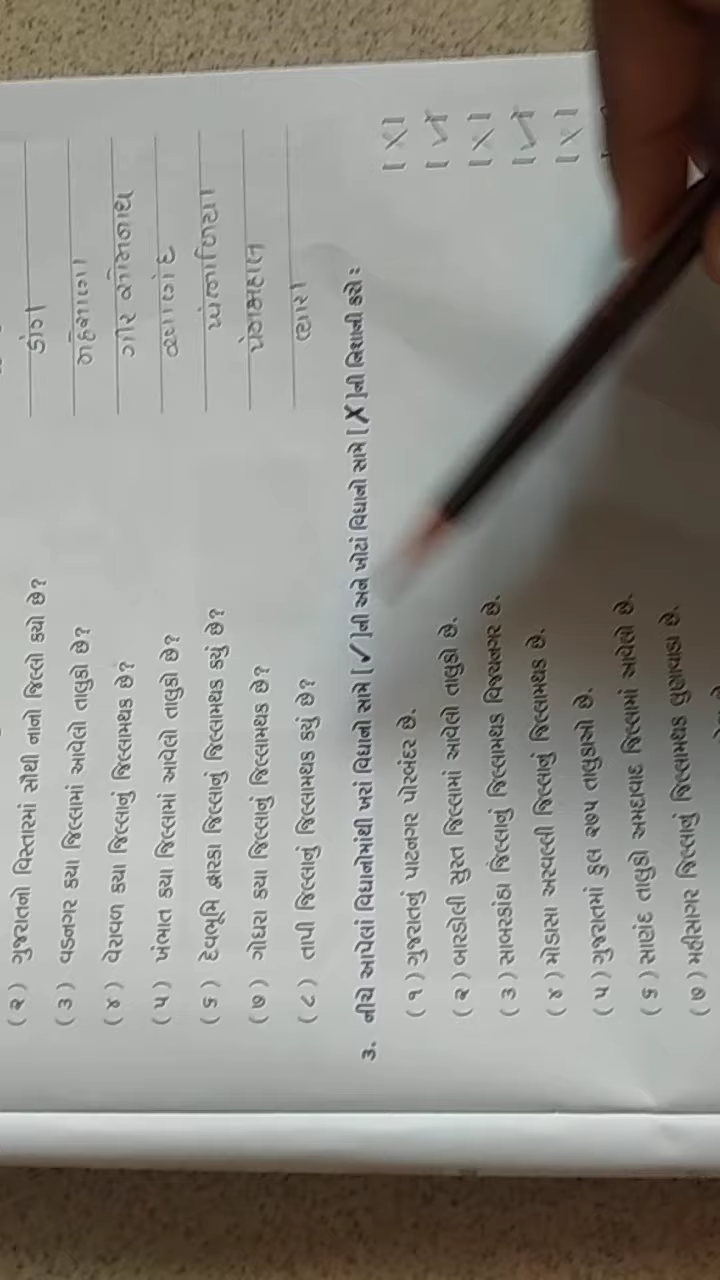 (૨) ગુજરાતનો વિસ્તારમાં સૌથી નાનો જિલ્લો કયો છે? ડાંગ
(૩) વડનગર કયા જિલ્લામાં આવેલો તાલુકો છે? મહેસાણા
(૪) વેરાવળ કયા જિલ્લાનું જિલ્લામથક છે? ગીર સોમનાથ
(૫) ખંભાત કયા જિલ્લામાં આવેલો તાલુકો છે?
(૬) દેવભૂમિ દ્વારકા જિલ્લાનું જિલ્લામથક કયું છે? ખંભાળિયા
(૭) ગોધરા કયા જિલ્લાનું જિલ્લામથક છે? પંચમહાલ
(૮) તાપી જિલ્લાનું જિલ્લામથક કયું છે? વ્યારા
૩. નીચે આપેલાં વિધાનોમાંથી ખરાં વિધાનો સામે [✓]ની અને ખોટાં વિધાનો સામે [✗]ની નિશાની કરો :
(૧) ગુજરાતનું પાટનગર પોરબંદર છે. [✗]
(૨) બારડોલી સુરત જિલ્લામાં આવેલો તાલુકો છે. [✓]
(૩) સાબરકાંઠા જિલ્લાનું જિલ્લામથક વિજયનગર છે. [✗]
(૪) મોડાસા અરવલ્લી જિલ્લાનું જિલ્લામથક છે. [✓]
(૫) ગુજરાતમાં કુલ ૨૭૫ તાલુકાઓ છે. [✗]
(૬) સાણંદ તાલુકો અમદાવાદ જિલ્લામાં આવેલો છે.
(૭) મહીસાગર જિલ્લાનું જિલ્લામથક લુણાવાડા છે.